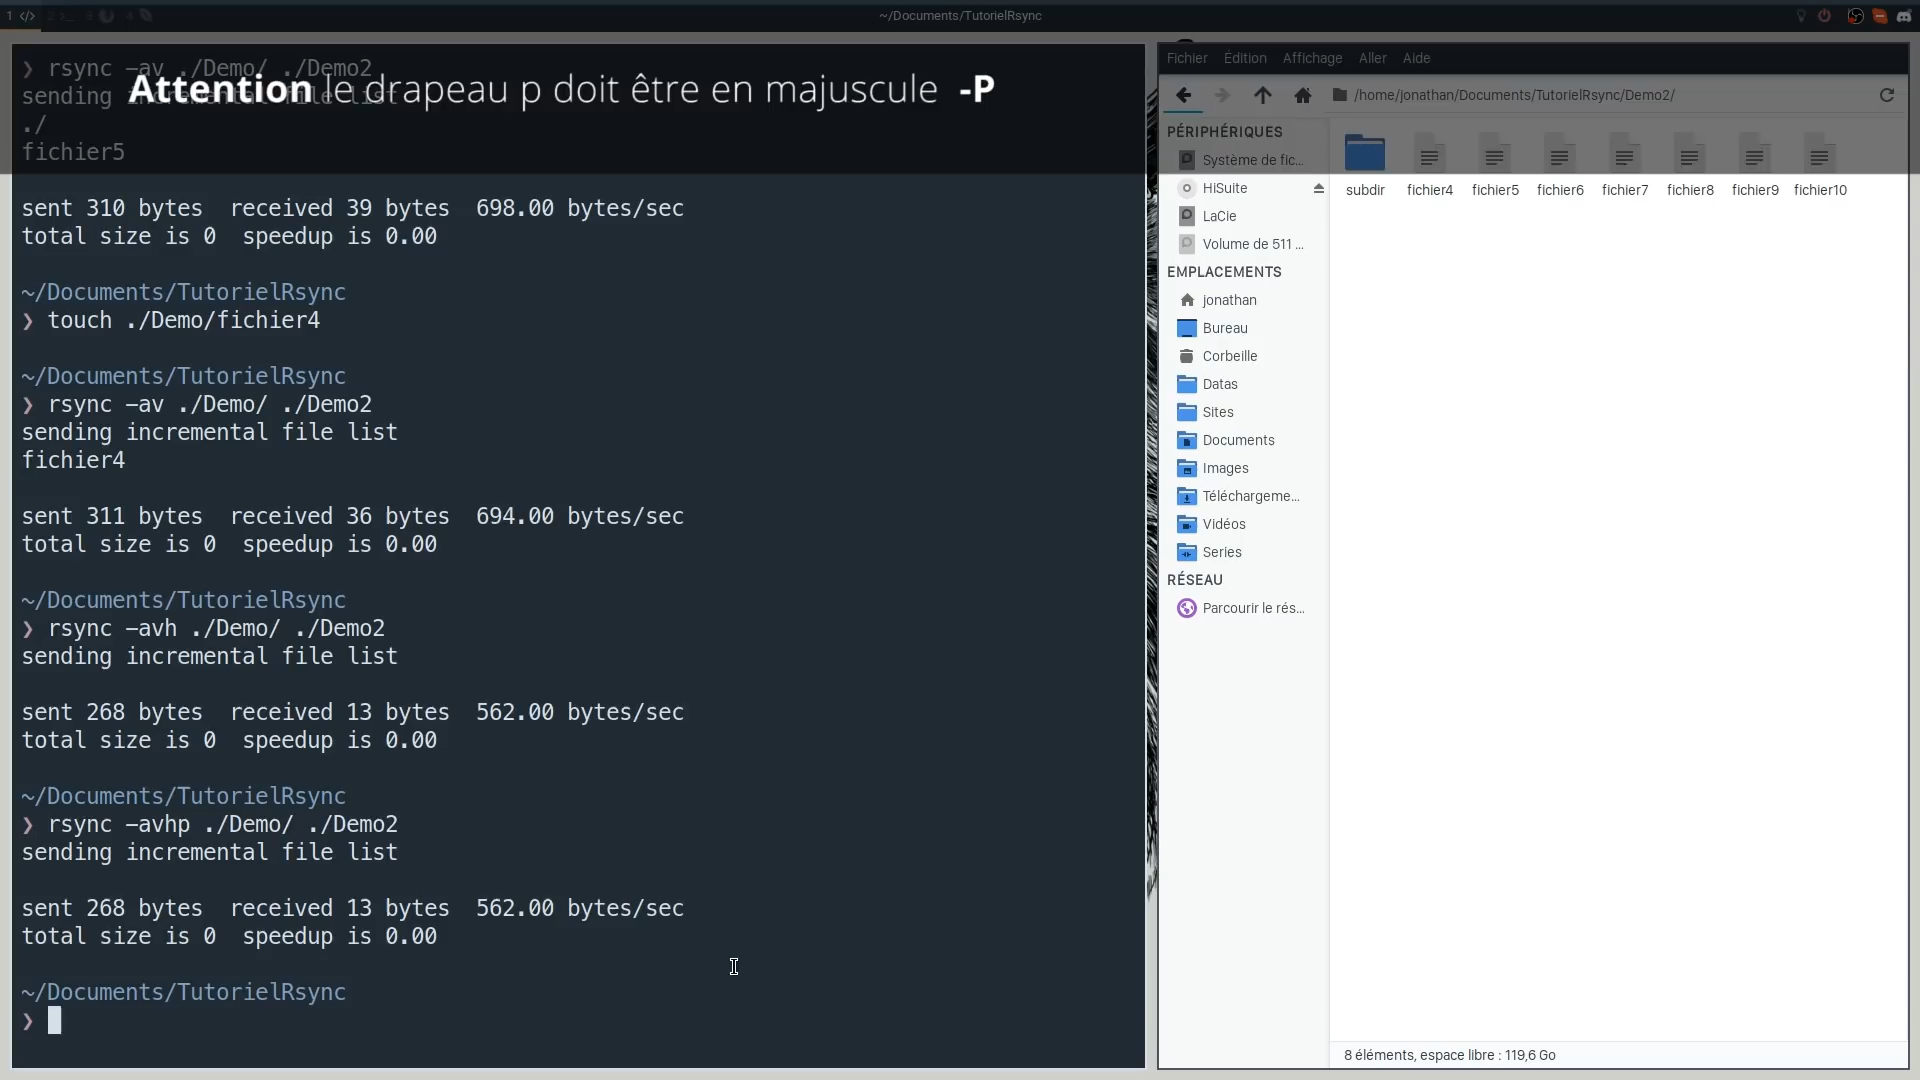 1 </>
~/Documents/TutorielRsync
❯ rsync -av ./Demo/ ./Demo2
Attention le drapeau p doit être en majuscule -P
sending incremental file list
./
fichier5
sent 310 bytes  received 39 bytes  698.00 bytes/sec
total size is 0  speedup is 0.00
~/Documents/TutorielRsync
❯ touch ./Demo/fichier4
~/Documents/TutorielRsync
❯ rsync -av ./Demo/ ./Demo2
sending incremental file list
fichier4
sent 311 bytes  received 36 bytes  694.00 bytes/sec
total size is 0  speedup is 0.00
~/Documents/TutorielRsync
❯ rsync -avh ./Demo/ ./Demo2
sending incremental file list
sent 268 bytes  received 13 bytes  562.00 bytes/sec
total size is 0  speedup is 0.00
~/Documents/TutorielRsync
❯ rsync -avhp ./Demo/ ./Demo2
sending incremental file list
sent 268 bytes  received 13 bytes  562.00 bytes/sec
total size is 0  speedup is 0.00
~/Documents/TutorielRsync
❯
Fichier Édition Affichage Aller Aide
/home/jonathan/Documents/TutorielRsync/Demo2/
PÉRIPHÉRIQUES
Système de fic...
HiSuite
LaCie
Volume de 511 ...
EMPLACEMENTS
jonathan
Bureau
Corbeille
Datas
Sites
Documents
Images
Téléchargeme...
Vidéos
Series
RÉSEAU
Parcourir le rés...
subdir fichier4 fichier5 fichier6 fichier7 fichier8 fichier9 fichier10
8 éléments, espace libre : 119,6 Go